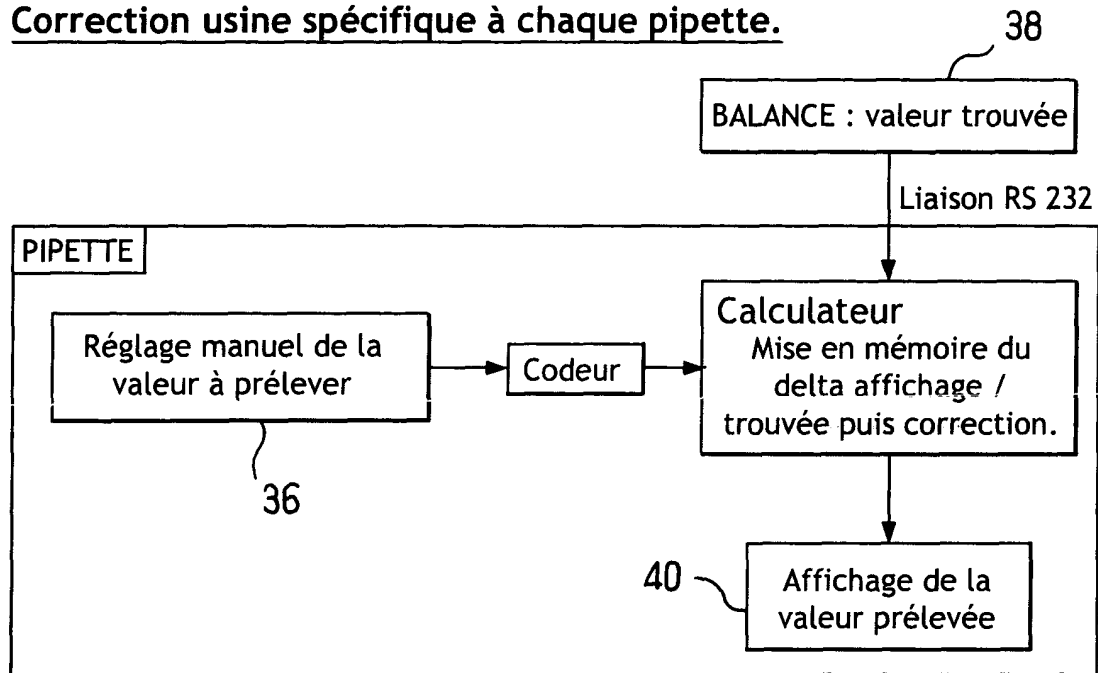 Correction usine spécifique à chaque pipette.
38
BALANCE : valeur trouvée
Liaison RS 232
PIPETTE
Réglage manuel de la
valeur à prélever
Codeur
Calculateur
Mise en mémoire du
delta affichage /
trouvée puis correction.
36
40
Affichage de la
valeur prélevée